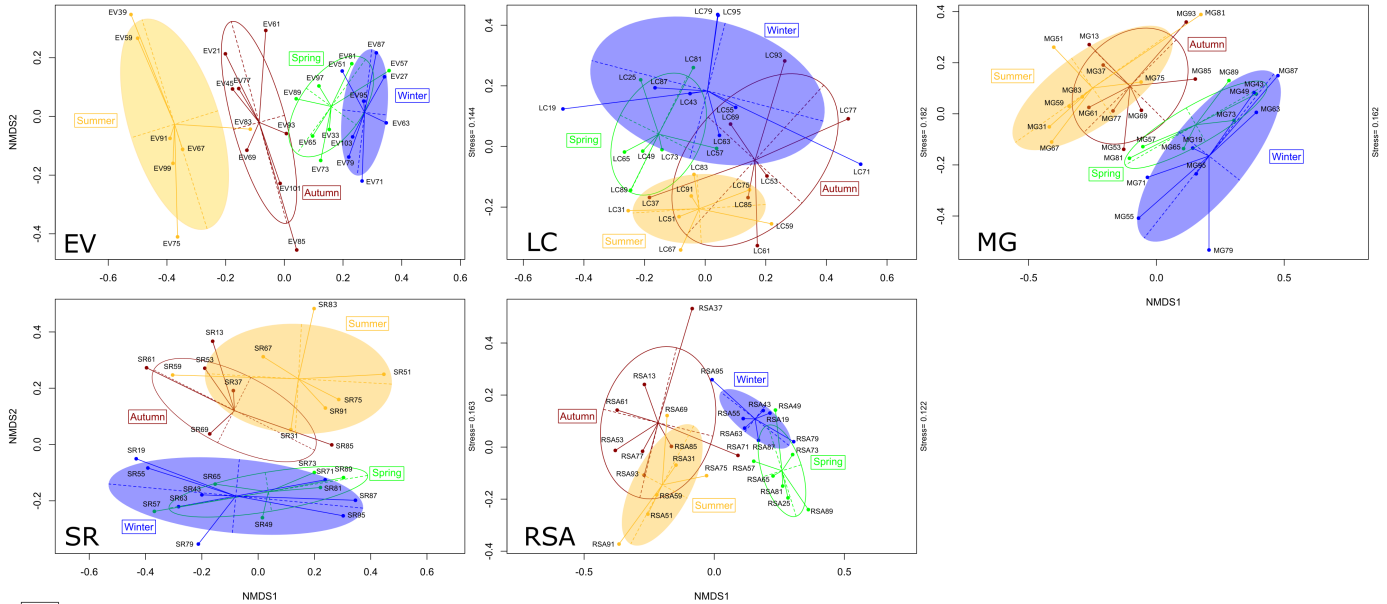 EV39
EV59
EV61
EV21
EV45
EV77
EV89
EV97
Spring
EV51
EV81
EV87
EV57
EV27
Winter
EV95
EV63
EV33
EV65
EV103
EV79
EV73
EV71
Summer
EV83
EV93
EV91
EV67
EV99
EV69
EV101
Autumn
EV75
EV85
EV
NMDS2
0.2
0.0
-0.2
-0.4
-0.6
-0.4
-0.2
0.0
0.2
0.4
0.6
Stress= 0.144
LC79
LC95
Winter
LC81
LC93
LC25
LC87
LC43
LC55
LC19
LC77
LC69
LC63
Spring
LC65
LC49
LC73
LC57
LC71
LC83
LC53
LC89
LC91
LC75
Autumn
LC37
LC85
LC31
LC51
LC59
Summer
LC67
LC61
LC
0.4
0.2
0.0
-0.2
-0.6
-0.4
-0.2
0.0
0.2
0.4
0.6
Stress= 0.182
MG93
MG81
MG13
MG51
Autumn
MG37
MG75
MG85
MG89
MG87
Summer
MG83
MG43
MG49
MG59
MG61
MG77
MG69
MG63
MG73
MG31
MG67
MG53
MG57
MG19
MG81
MG65
Spring
MG95
MG71
Winter
MG55
MG79
MG
0.4
0.2
0.0
-0.2
-0.4
-0.5
0.0
0.5
NMDS1
Stress= 0.162
SR83
SR13
Summer
SR61
SR53
SR67
SR59
SR51
SR37
SR75
SR91
Autumn
SR69
SR31
SR85
SR19
SR73
SR55
SR65
SR71
SR89
Spring
SR43
SR81
SR63
SR87
SR57
SR95
Winter
SR49
SR79
SR
NMDS2
0.4
0.2
0.0
-0.2
-0.6
-0.4
-0.2
0.0
0.2
0.4
0.6
0.8
NMDS1
Stress= 0.163
RSA37
RSA95
Winter
RSA13
RSA61
RSA43
RSA49
Autumn
RSA69
RSA55
RSA19
RSA63
RSA53
RSA85
RSA71
RSA87
RSA79
RSA77
RSA31
RSA57
RSA73
Spring
RSA93
RSA75
RSA65
RSA59
Summer
RSA81
RSA25
RSA51
RSA89
RSA91
RSA
0.4
0.2
0.0
-0.2
-0.4
-0.5
0.0
0.5
NMDS1
Stress= 0.122